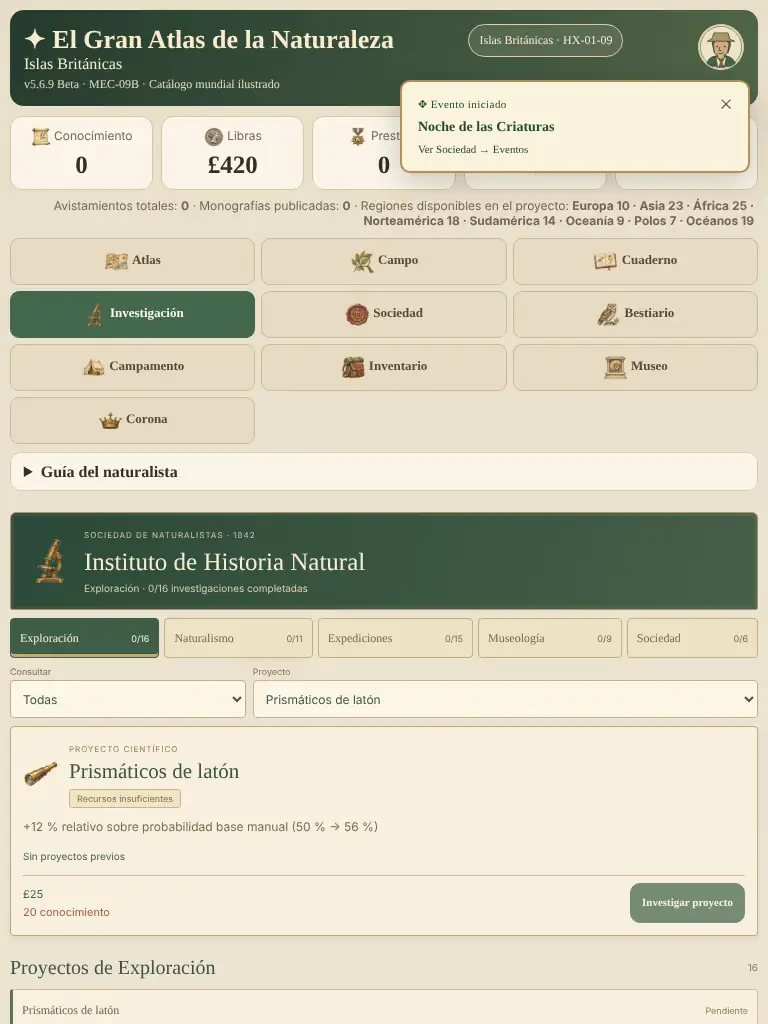 ✦ El Gran Atlas de la Naturaleza
Islas Británicas
v5.6.9 Beta · MEC-09B · Catálogo mundial ilustrado
Islas Británicas · HX-01-09
✥ Evento iniciado
Noche de las Criaturas
Ver Sociedad → Eventos
Conocimiento
0
Libras
£420
0
Avistamientos totales: 0 · Monografías publicadas: 0 · Regiones disponibles en el proyecto: Europa 10 · Asia 23 · África 25 ·
Norteamérica 18 · Sudamérica 14 · Oceanía 9 · Polos 7 · Océanos 19
Atlas
Campo
Cuaderno
Investigación
Sociedad
Bestiario
Campamento
Inventario
Museo
Corona
Guía del naturalista
SOCIEDAD DE NATURALISTAS · 1842
Instituto de Historia Natural
Exploración · 0/16 investigaciones completadas
Exploración 0/16
Naturalismo 0/11
Expediciones 0/15
Museología 0/9
Sociedad 0/6
Consultar
Todas
Proyecto
Prismáticos de latón
PROYECTO CIENTÍFICO
Prismáticos de latón
Recursos insuficientes
+12 % relativo sobre probabilidad base manual (50 % → 56 %)
Sin proyectos previos
£25
20 conocimiento
Investigar proyecto
Proyectos de Exploración 16
Prismáticos de latón Pendiente